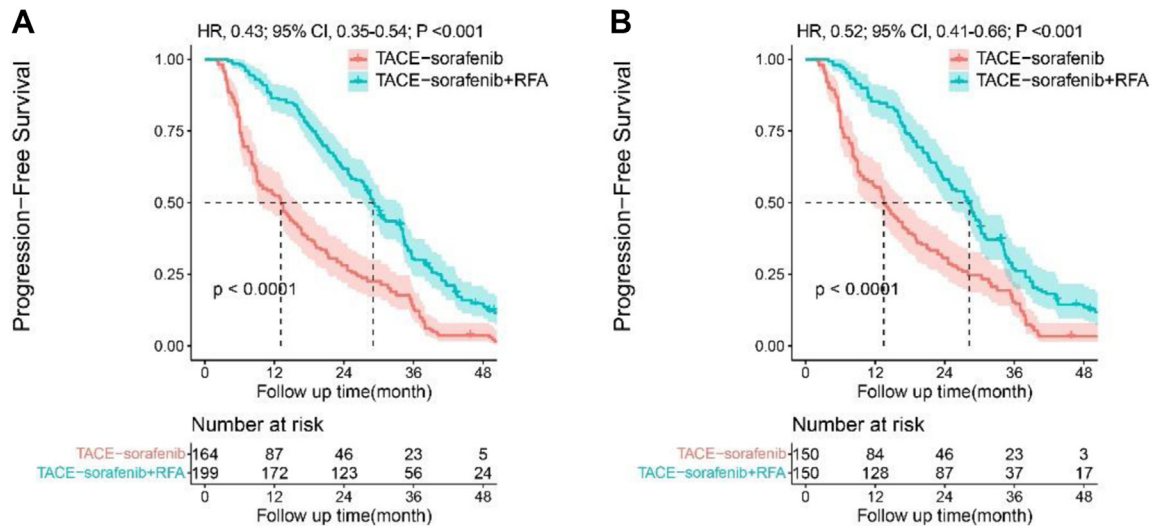 A
HR, 0.43; 95% CI, 0.35-0.54; P <0.001
TACE-sorafenib
TACE-sorafenib+RFA
Progression-Free Survival
1.00
0.75
0.50
0.25
0.00
p < 0.0001
0 12 24 36 48
Follow up time(month)
Number at risk
TACE-sorafenib 164 87 46 23 5
TACE-sorafenib+RFA 199 172 123 56 24
0 12 24 36 48
Follow up time(month)
B
HR, 0.52; 95% CI, 0.41-0.66; P <0.001
TACE-sorafenib
TACE-sorafenib+RFA
Progression-Free Survival
1.00
0.75
0.50
0.25
0.00
p < 0.0001
0 12 24 36 48
Follow up time(month)
Number at risk
TACE-sorafenib 150 84 46 23 3
TACE-sorafenib+RFA 150 128 87 37 17
0 12 24 36 48
Follow up time(month)